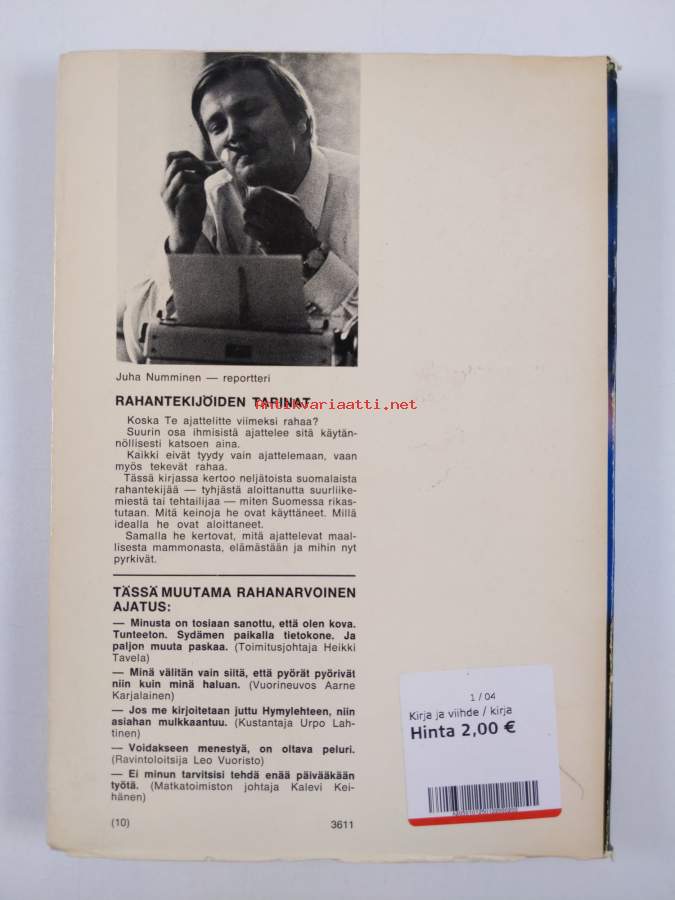 Juha Numminen — reportteri
RAHANTEKIJÖIDEN TARINAT
Antikvariaatti.net
Koska Te ajattelitte viimeksi rahaa?
Suurin osa ihmisistä ajattelee sitä käytän-
nöllisesti katsoen aina.
Kaikki eivät tyydy vain ajattelemaan, vaan
myös tekevät rahaa.
Tässä kirjassa kertoo neljätoista suomalaista
rahantekijää — tyhjästä aloittanutta suurliike-
miestä tai tehtailijaa — miten Suomessa rikas-
tutaan. Mitä keinoja he ovat käyttäneet. Millä
idealla he ovat aloittaneet.
Samalla he kertovat, mitä ajattelevat maal-
lisesta mammonasta, elämästään ja mihin nyt
pyrkivät.
TÄSSÄ MUUTAMA RAHANARVOINEN
AJATUS:
— Minusta on tosiaan sanottu, että olen kova.
Tunteeton. Sydämen paikalla tietokone. Ja
paljon muuta paskaa. (Toimitusjohtaja Heikki
Tavela)
— Minä välitän vain siitä, että pyörät pyörivät
niin kuin minä haluan. (Vuorineuvos Aarne
Karjalainen)
— Jos me kirjoitetaan juttu Hymylehteen, niin
asiahan mulkkaantuu. (Kustantaja Urpo Lah-
tinen)
— Voidakseen menestyä, on oltava peluri.
(Ravintoloitsija Leo Vuoristo)
— Ei minun tarvitsisi tehdä enää päivääkään
työtä. (Matkatoimiston johtaja Kalevi Kei-
hänen)
(10) 3611
1 / 04
Kirja ja viihde / kirja
Hinta 2,00 €